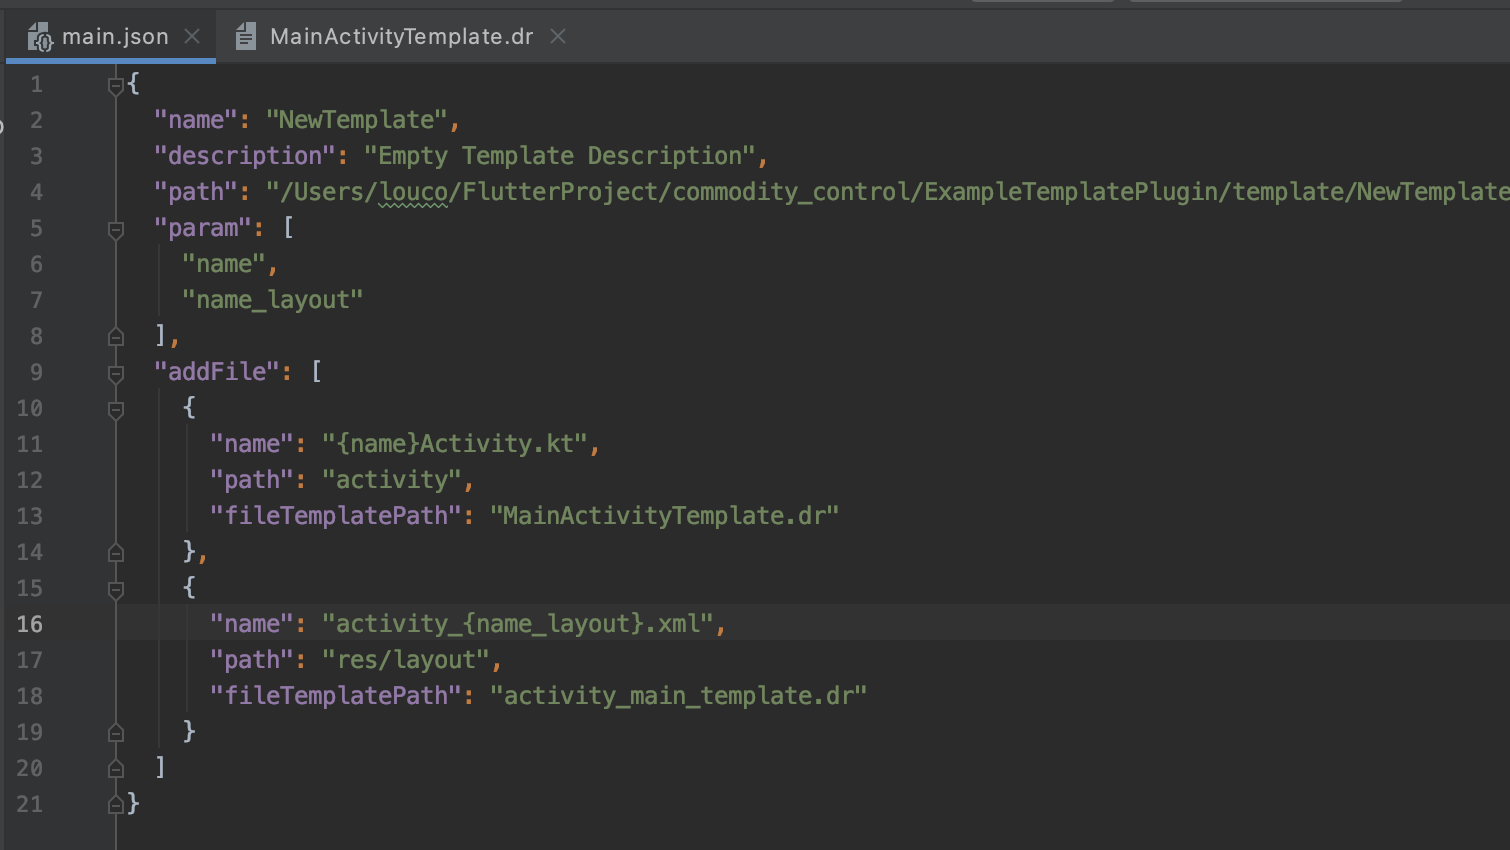 main.json MainActivityTemplate.dr
1 {
2 "name": "NewTemplate",
3 "description": "Empty Template Description",
4 "path": "/Users/louco/FlutterProject/commodity_control/ExampleTemplatePlugin/template/NewTemplate
5 "param": [
6 "name",
7 "name_layout"
8 ],
9 "addFile": [
10 {
11 "name": "{name}Activity.kt",
12 "path": "activity",
13 "fileTemplatePath": "MainActivityTemplate.dr"
14 },
15 {
16 "name": "activity_{name_layout}.xml",
17 "path": "res/layout",
18 "fileTemplatePath": "activity_main_template.dr"
19 }
20 ]
21 }